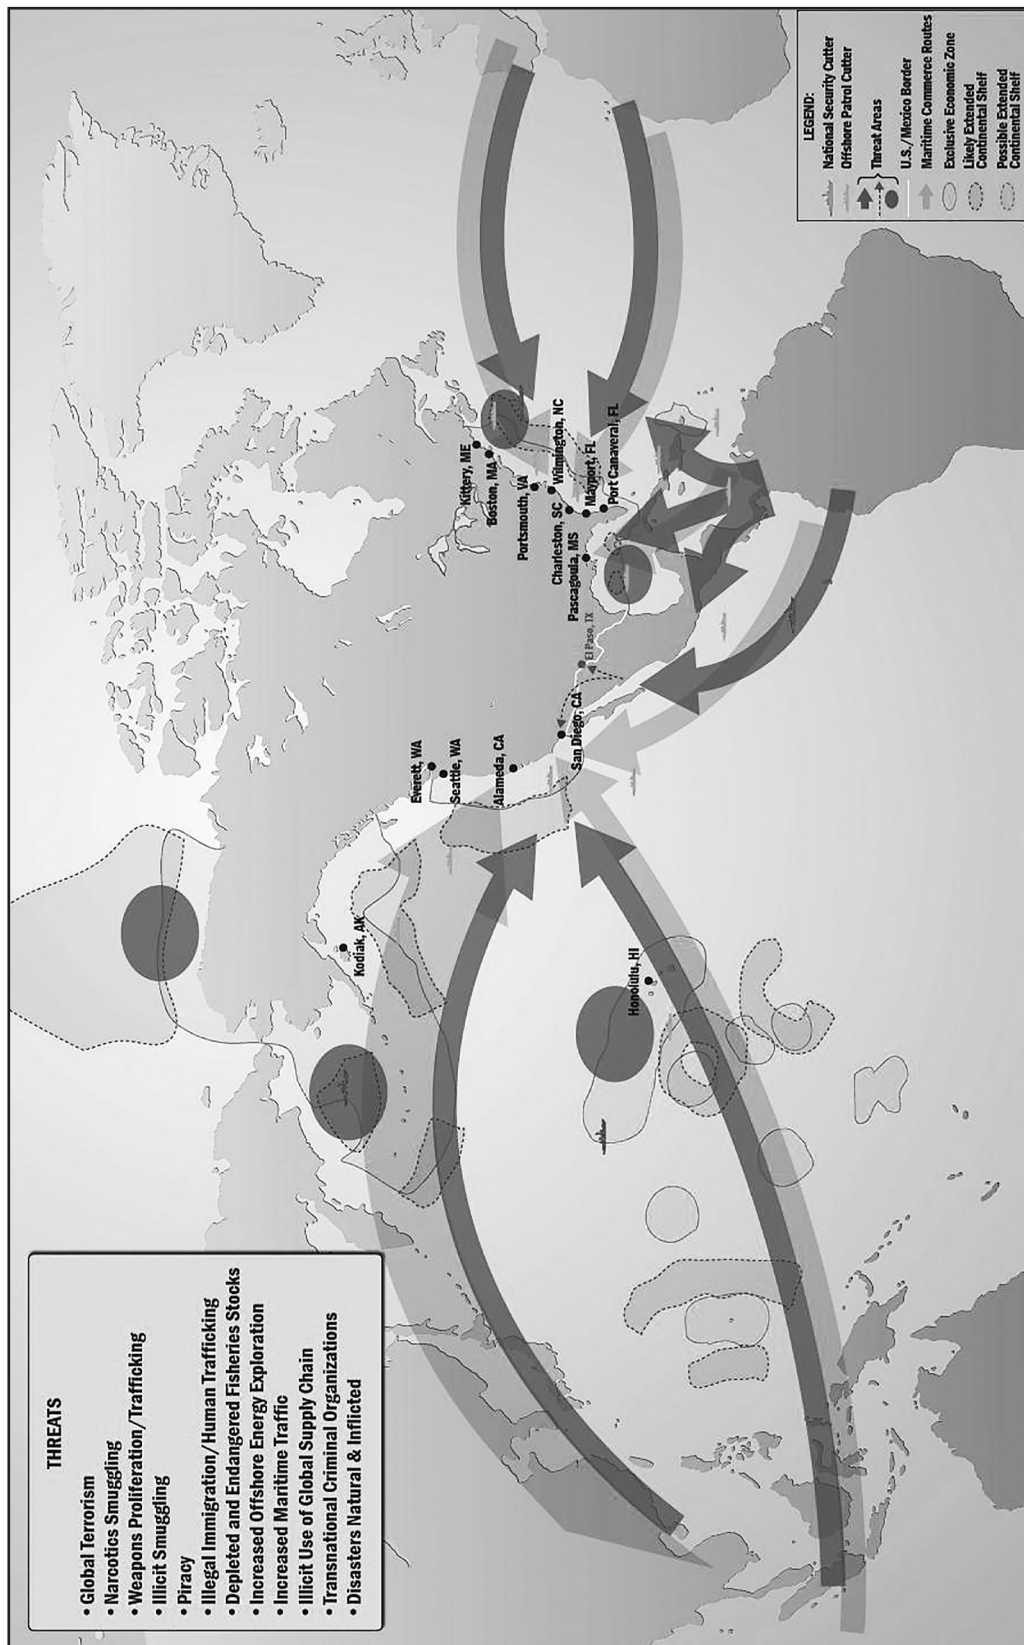 THREATS
• Global Terrorism
• Narcotics Smuggling
• Weapons Proliferation/Trafficking
• Illicit Smuggling
• Piracy
• Illegal Immigration/Human Trafficking
• Depleted and Endangered Fisheries Stocks
• Increased Offshore Energy Exploration
• Increased Maritime Traffic
• Illicit Use of Global Supply Chain
• Transnational Criminal Organizations
• Disasters Natural & Inflicted
Kodiak, AK
Honolulu, HI
Everett, WA
Seattle, WA
Alameda, CA
San Diego, CA
El Paso, TX
Kittery, ME
Boston, MA
Portsmouth, VA
Wilmington, NC
Charleston, SC
Mayport, FL
Pascagoula, MS
Port Canaveral, FL
LEGEND:
National Security Cutter
Offshore Patrol Cutter
Threat Areas
U.S./Mexico Border
Maritime Commerce Routes
Exclusive Economic Zone
Likely Extended
Continental Shelf
Possible Extended
Continental Shelf